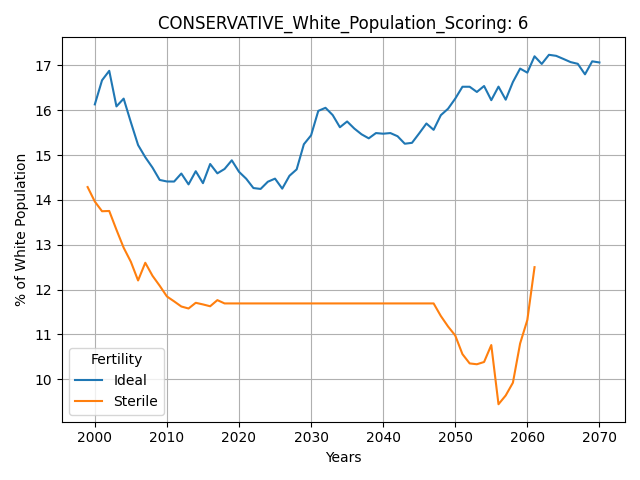 CONSERVATIVE_White_Population_Scoring: 6
% of White Population
17
16
15
14
13
12
11
10
Fertility
Ideal
Sterile
2000 2010 2020 2030 2040 2050 2060 2070
Years